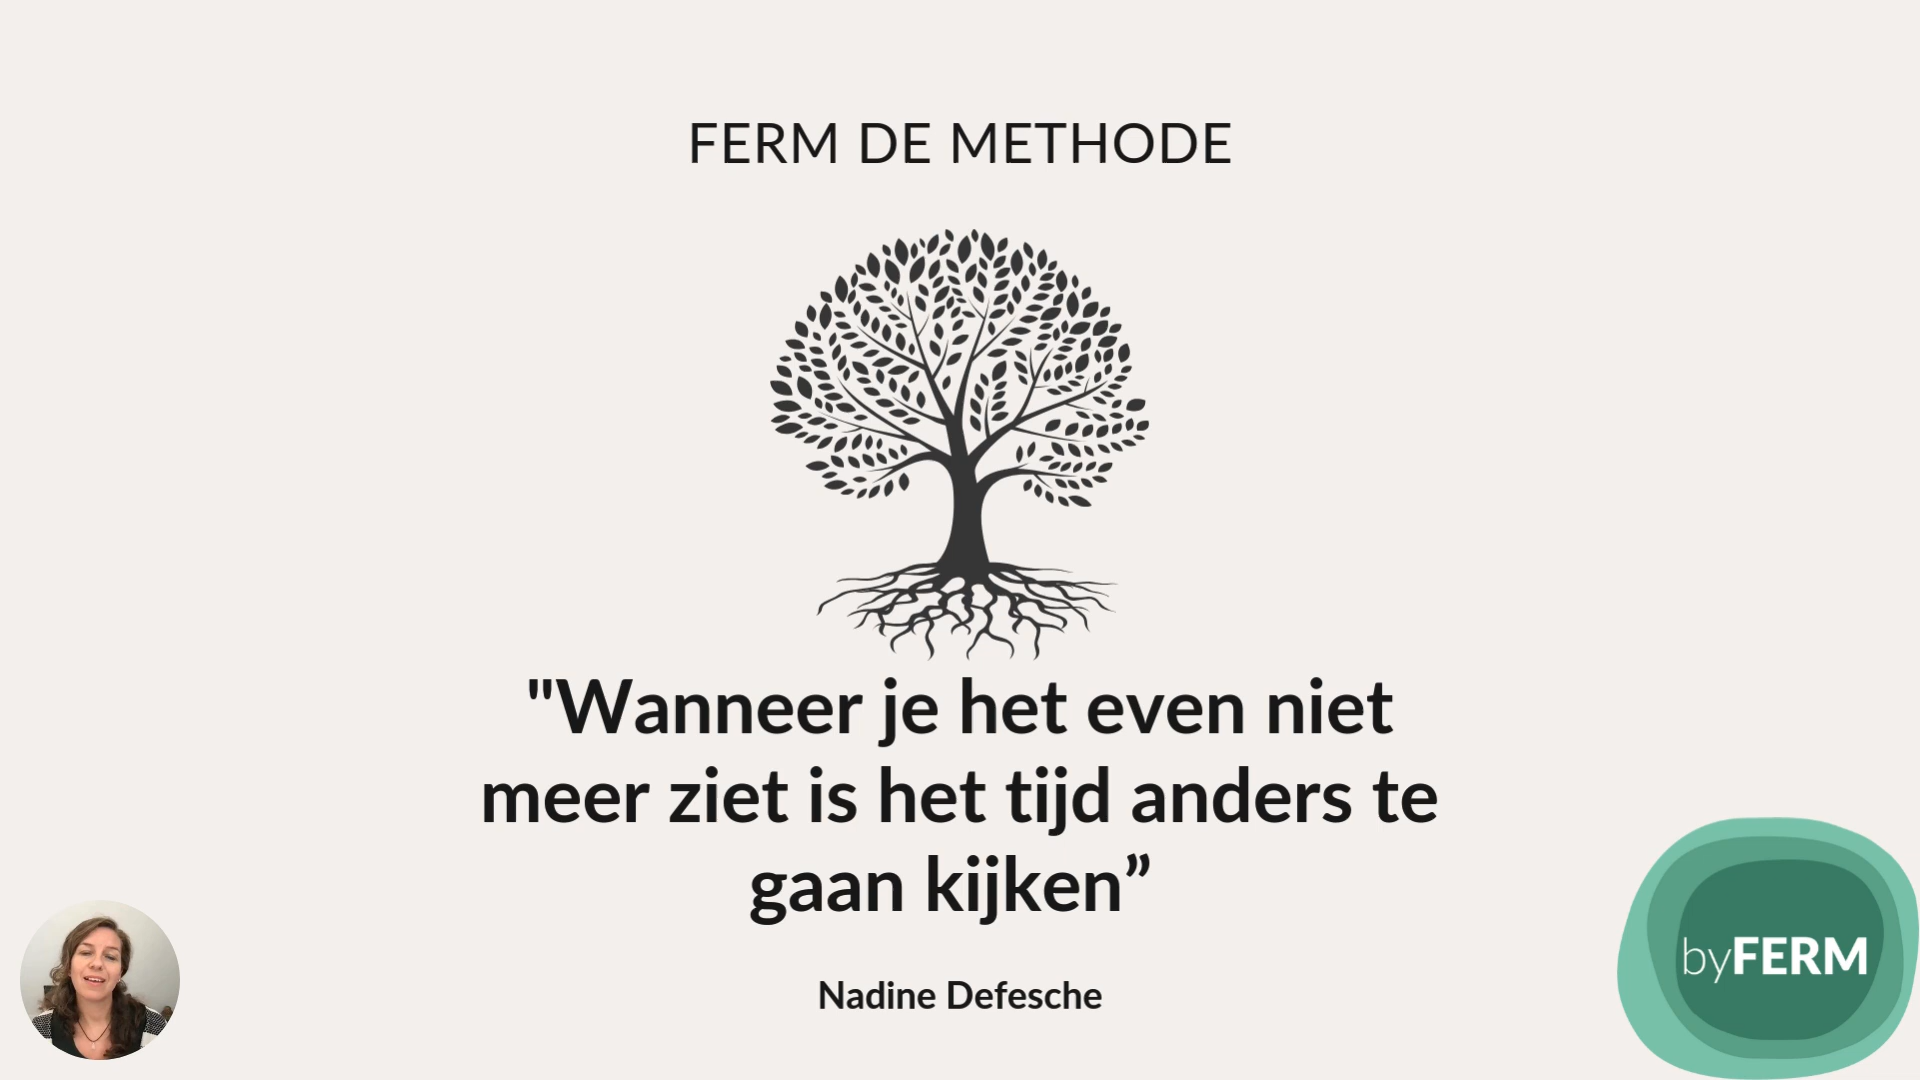 FERM DE METHODE
"Wanneer je het even niet
meer ziet is het tijd anders te
gaan kijken”
Nadine Defesche
byFERM